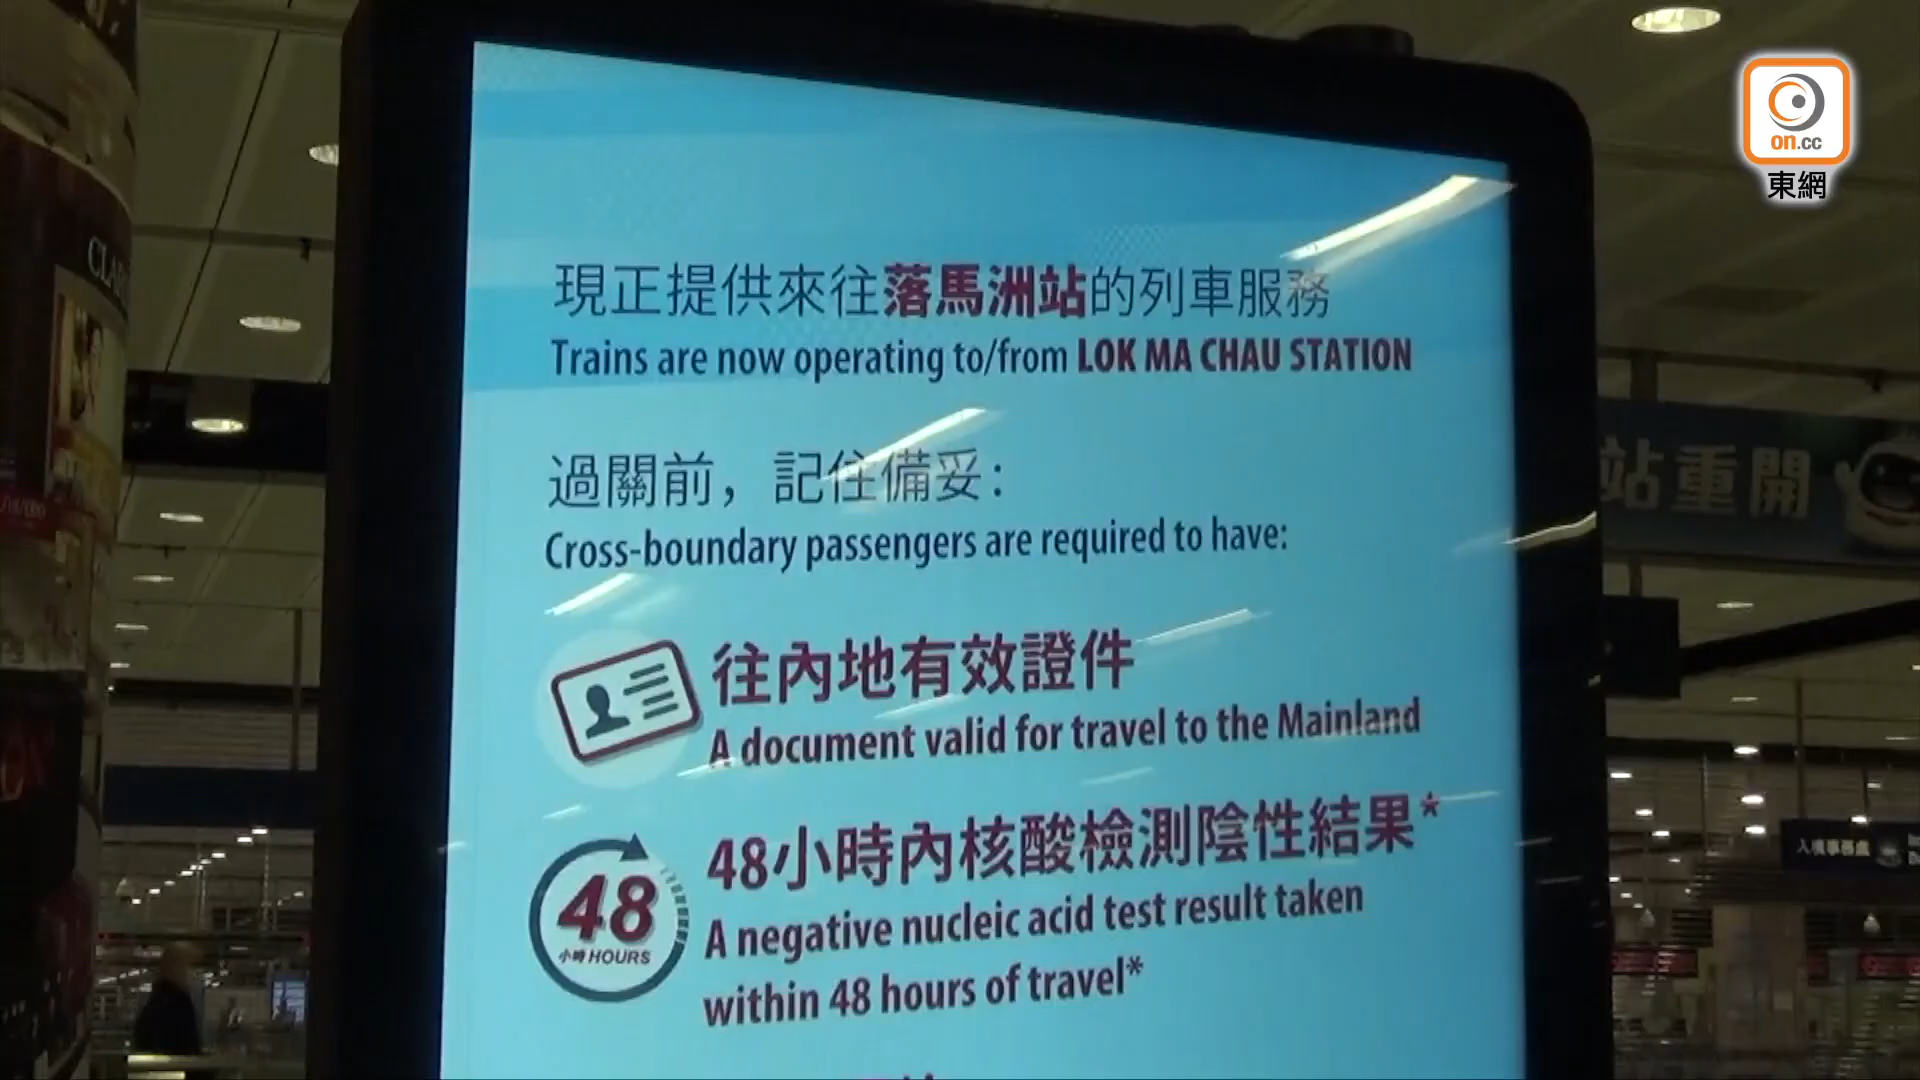 on.cc
東網
現正提供來往落馬洲站的列車服務
Trains are now operating to/from LOK MA CHAU STATION
過關前，記住備妥：
Cross-boundary passengers are required to have:
往內地有效證件
A document valid for travel to the Mainland
48小時內核酸檢測陰性結果*
A negative nucleic acid test result taken
within 48 hours of travel*
48
小時 HOURS
站重開
CLA